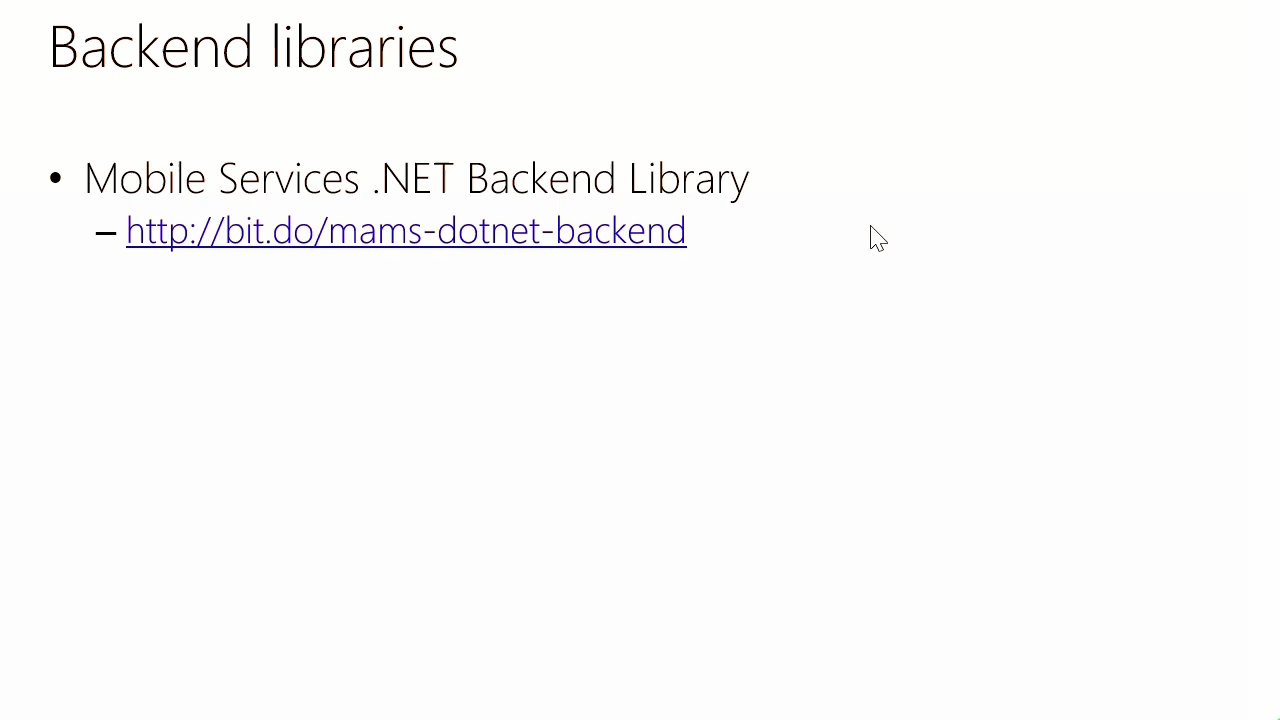 Backend libraries
• Mobile Services .NET Backend Library
– http://bit.do/mams-dotnet-backend